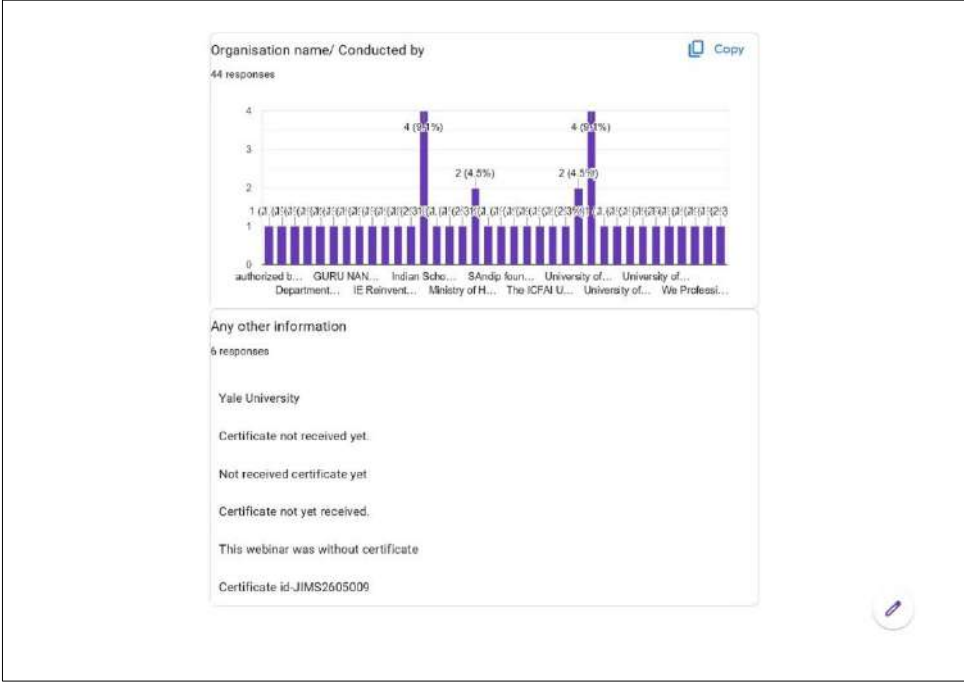 Organisation name/ Conducted by
Copy
44 responses
4
4 (9.1%)
4 (9.1%)
3
2 (4.5%)
2 (4.5%)
2
1
0
authorized b... GURU NAN... Indian Scho... SAndip foun... University of... University of...
Department... IE Reinvent... Ministry of H... The ICFAI U... University of... We Professi...
Any other information
6 responses
Yale University
Certificate not received yet.
Not received certificate yet
Certificate not yet received.
This webinar was without certificate
Certificate id-JIMS2605009